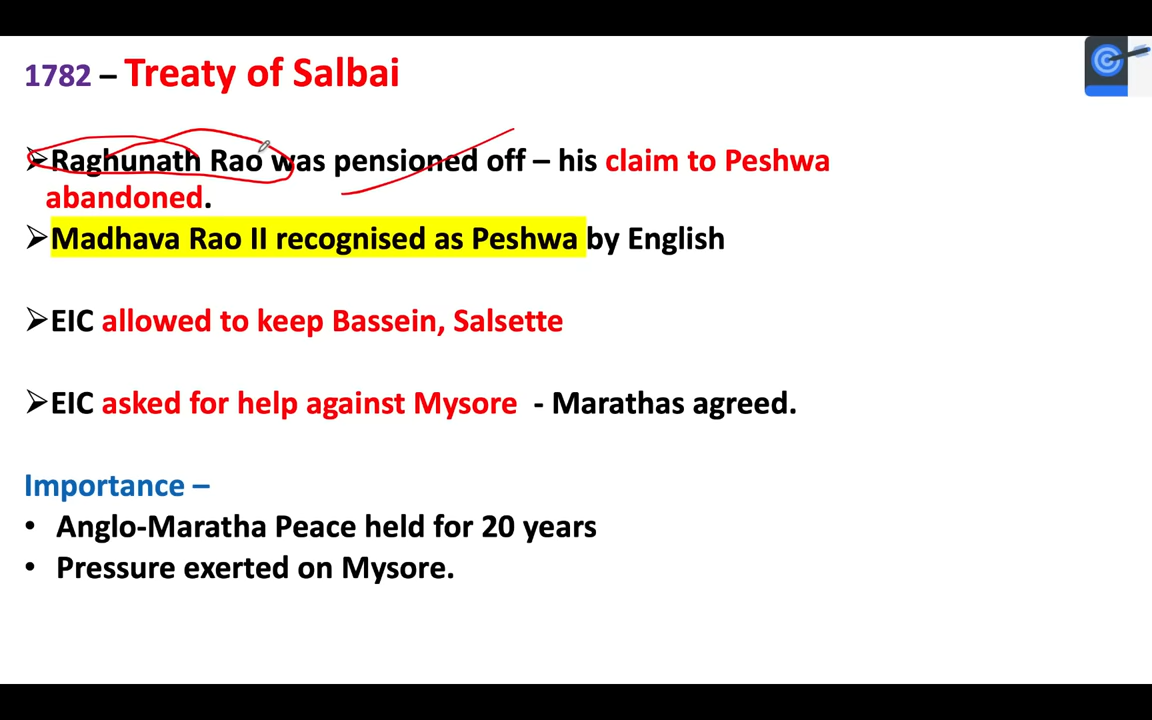 1782 – Treaty of Salbai
➢Raghunath Rao was pensioned off – his claim to Peshwa
abandoned.
➢Madhava Rao II recognised as Peshwa by English
➢EIC allowed to keep Bassein, Salsette
➢EIC asked for help against Mysore - Marathas agreed.
Importance –
• Anglo-Maratha Peace held for 20 years
• Pressure exerted on Mysore.